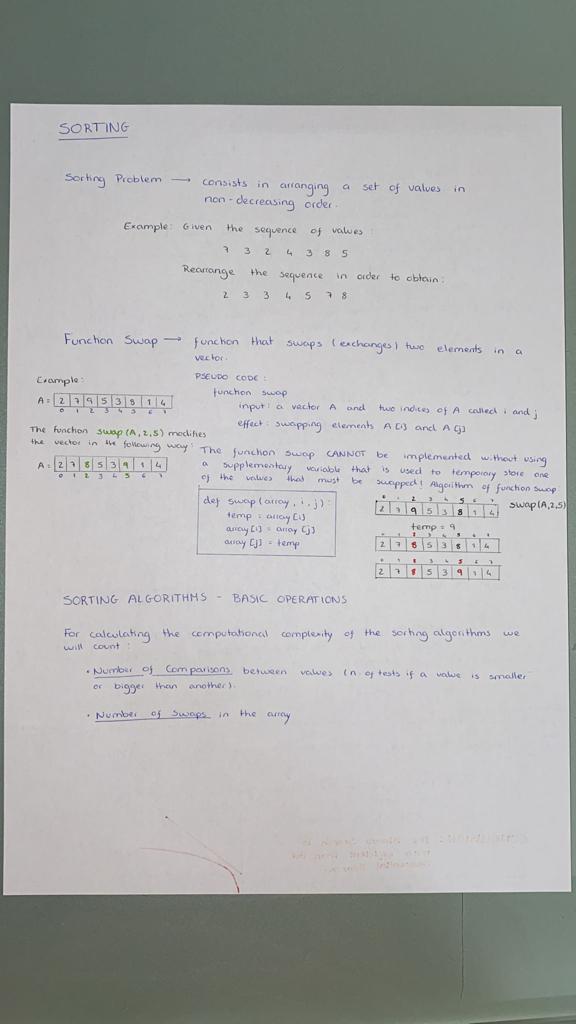 SORTING
Sorting Problem → consists in arranging a set of values in
non-decreasing order.
Example: Given the sequence of values:
7 3 2 4 3 8 5
Rearrange the sequence in order to obtain:
2 3 3 4 5 7 8
Function Swap → function that swaps (exchanges) two elements in a
vector.
Example:
A = 2 7 9 5 3 8 1 4
0 1 2 3 4 5 6 7
The function swap(A,2,5) modifies
the vector in the following way:
A = 2 7 8 5 3 9 1 4
0 1 2 3 4 5 6 7
PSEUDO CODE:
function swap
input: a vector A and two indices of A called i and j
effect: swapping elements A[i] and A[j]
The function swap CANNOT be implemented without using
a supplementary variable that is used to temporary store one
of the values that must be swapped! Algorithm of function swap
def swap(array, i, j):
temp = array[i]
array[i] = array[j]
array[j] = temp
0 1 2 3 4 5 6 7
2 7 9 5 3 8 1 4 swap(A,2,5)
temp = 9
0 1 2 3 4 5 6 7
2 7 8 5 3 8 1 4
0 1 2 3 4 5 6 7
2 7 8 5 3 9 1 4
SORTING ALGORITHMS - BASIC OPERATIONS
For calculating the computational complexity of the sorting algorithms we
will count:
• Number of Comparisons between values (n. of tests if a value is smaller
or bigger than another).
• Number of Swaps in the array